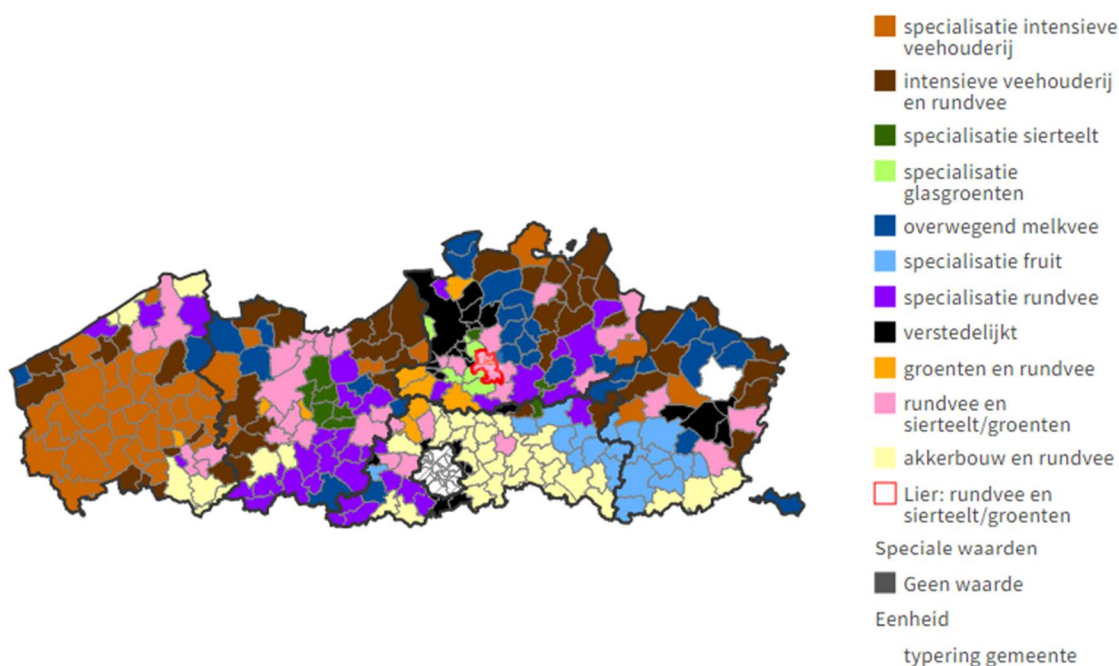 specialisatie intensieve
veehouderij
intensieve veehouderij
en rundvee
specialisatie sierteelt
specialisatie
glasgroenten
overwegend melkvee
specialisatie fruit
specialisatie rundvee
verstedelijkt
groenten en rundvee
rundvee en
sierteelt/groenten
akkerbouw en rundvee
Lier: rundvee en
sierteelt/groenten
Speciale waarden
Geen waarde
Eenheid
typering gemeente